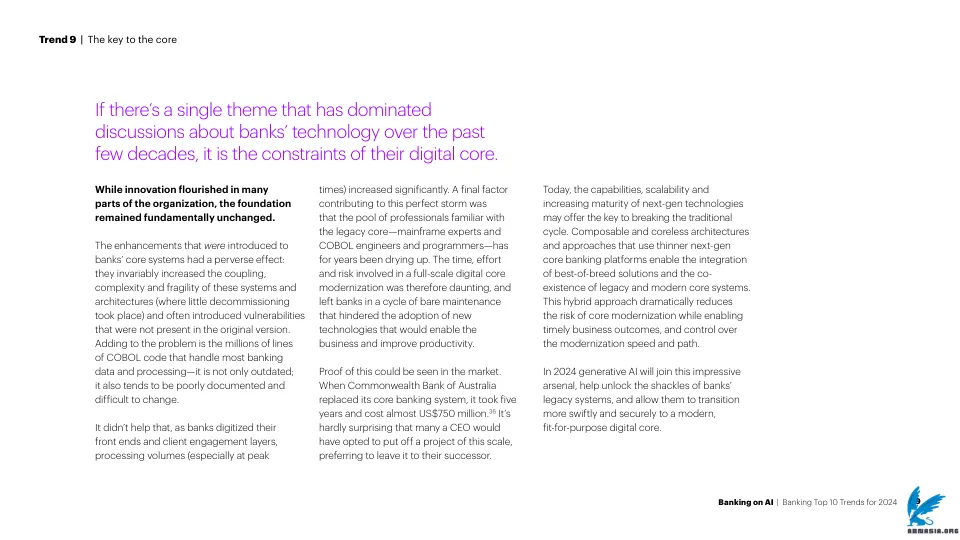 Trend 9 | The key to the core
If there's a single theme that has dominated
discussions about banks' technology over the past
few decades, it is the constraints of their digital core.
While innovation flourished in many
parts of the organization, the foundation
remained fundamentally unchanged.
The enhancements that were introduced to
banks' core systems had a perverse effect:
they invariably increased the coupling,
complexity and fragility of these systems and
architectures (where little decommissioning
took place) and often introduced vulnerabilities
that were not present in the original version.
Adding to the problem is the millions of lines
of COBOL code that handle most banking
data and processing—it is not only outdated;
it also tends to be poorly documented and
difficult to change.
It didn't help that, as banks digitized their
front ends and client engagement layers,
processing volumes (especially at peak
times) increased significantly. A final factor
contributing to this perfect storm was
that the pool of professionals familiar with
the legacy core—mainframe experts and
COBOL engineers and programmers—has
for years been drying up. The time, effort
and risk involved in a full-scale digital core
modernization was therefore daunting, and
left banks in a cycle of bare maintenance
that hindered the adoption of new
technologies that would enable the
business and improve productivity.
Proof of this could be seen in the market.
When Commonwealth Bank of Australia
replaced its core banking system, it took five
years and cost almost US$750 million.³⁶ It's
hardly surprising that many a CEO would
have opted to put off a project of this scale,
preferring to leave it to their successor.
Today, the capabilities, scalability and
increasing maturity of next-gen technologies
may offer the key to breaking the traditional
cycle. Composable and coreless architectures
and approaches that use thinner next-gen
core banking platforms enable the integration
of best-of-breed solutions and the co-
existence of legacy and modern core systems.
This hybrid approach dramatically reduces
the risk of core modernization while enabling
timely business outcomes, and control over
the modernization speed and path.
In 2024 generative AI will join this impressive
arsenal, help unlock the shackles of banks'
legacy systems, and allow them to transition
more swiftly and securely to a modern,
fit-for-purpose digital core.
Banking on AI | Banking Top 10 Trends for 2024
ABMASIA.ORG